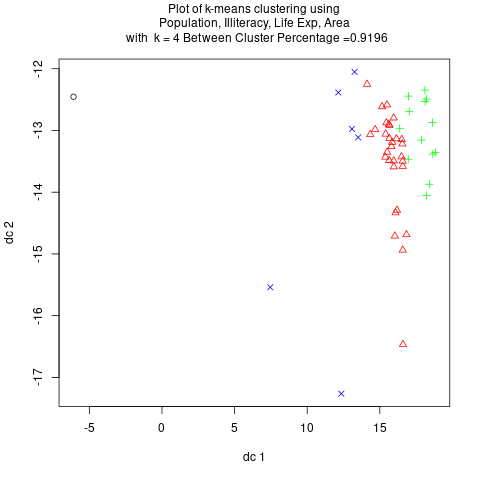 Plot of k-means clustering using
Population, Illiteracy, Life Exp, Area
with  k = 4 Between Cluster Percentage =0.9196
-12
-13
-14
-15
-16
-17
dc 2
-5
0
5
10
15
dc 1